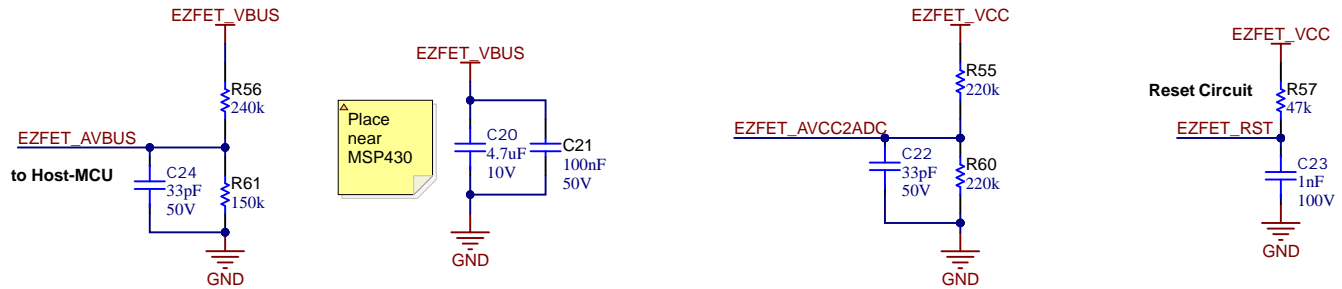 EZFET_VBUS
R56
240k
EZFET_AVBUS
to Host-MCU
C24
33pF
50V
R61
150k
GND
Place
near
MSP430
EZFET_VBUS
C20
4.7uF
10V
C21
100nF
50V
GND
EZFET_VCC
R55
220k
EZFET_AVCC2ADC
C22
33pF
50V
R60
220k
GND
EZFET_VCC
Reset Circuit
R57
47k
EZFET_RST
C23
1nF
100V
GND